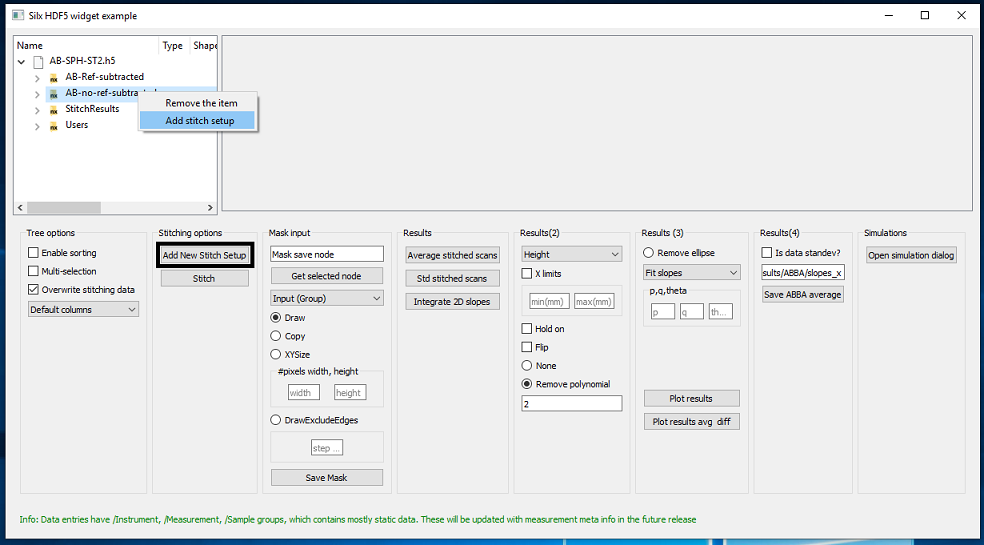 Silx HDF5 widget example
Name Type Shape
AB-SPH-ST2.h5
AB-Ref-subtracted
AB-no-ref-subtracted
StitchResults
Users
Remove the item
Add stitch setup
Tree options
Enable sorting
Multi-selection
Overwrite stitching data
Default columns
Stitching options
Add New Stitch Setup
Stitch
Mask input
Mask save node
Get selected node
Input (Group)
Draw
Copy
XYSize
#pixels width, height
width height
DrawExcludeEdges
step ...
Save Mask
Results
Average stitched scans
Std stitched scans
Integrate 2D slopes
Results(2)
Height
X limits
min(mm) max(mm)
Hold on
Flip
None
Remove polynomial
2
Results (3)
Remove ellipse
Fit slopes
p,q,theta
p q th...
Plot results
Plot results avg diff
Results(4)
Is data standev?
sults/ABBA/slopes_x
Save ABBA average
Simulations
Open simulation dialog
Info: Data entries have /Instrument, /Measurement, /Sample groups, which contains mostly static data. These will be updated with measurement meta info in the future release